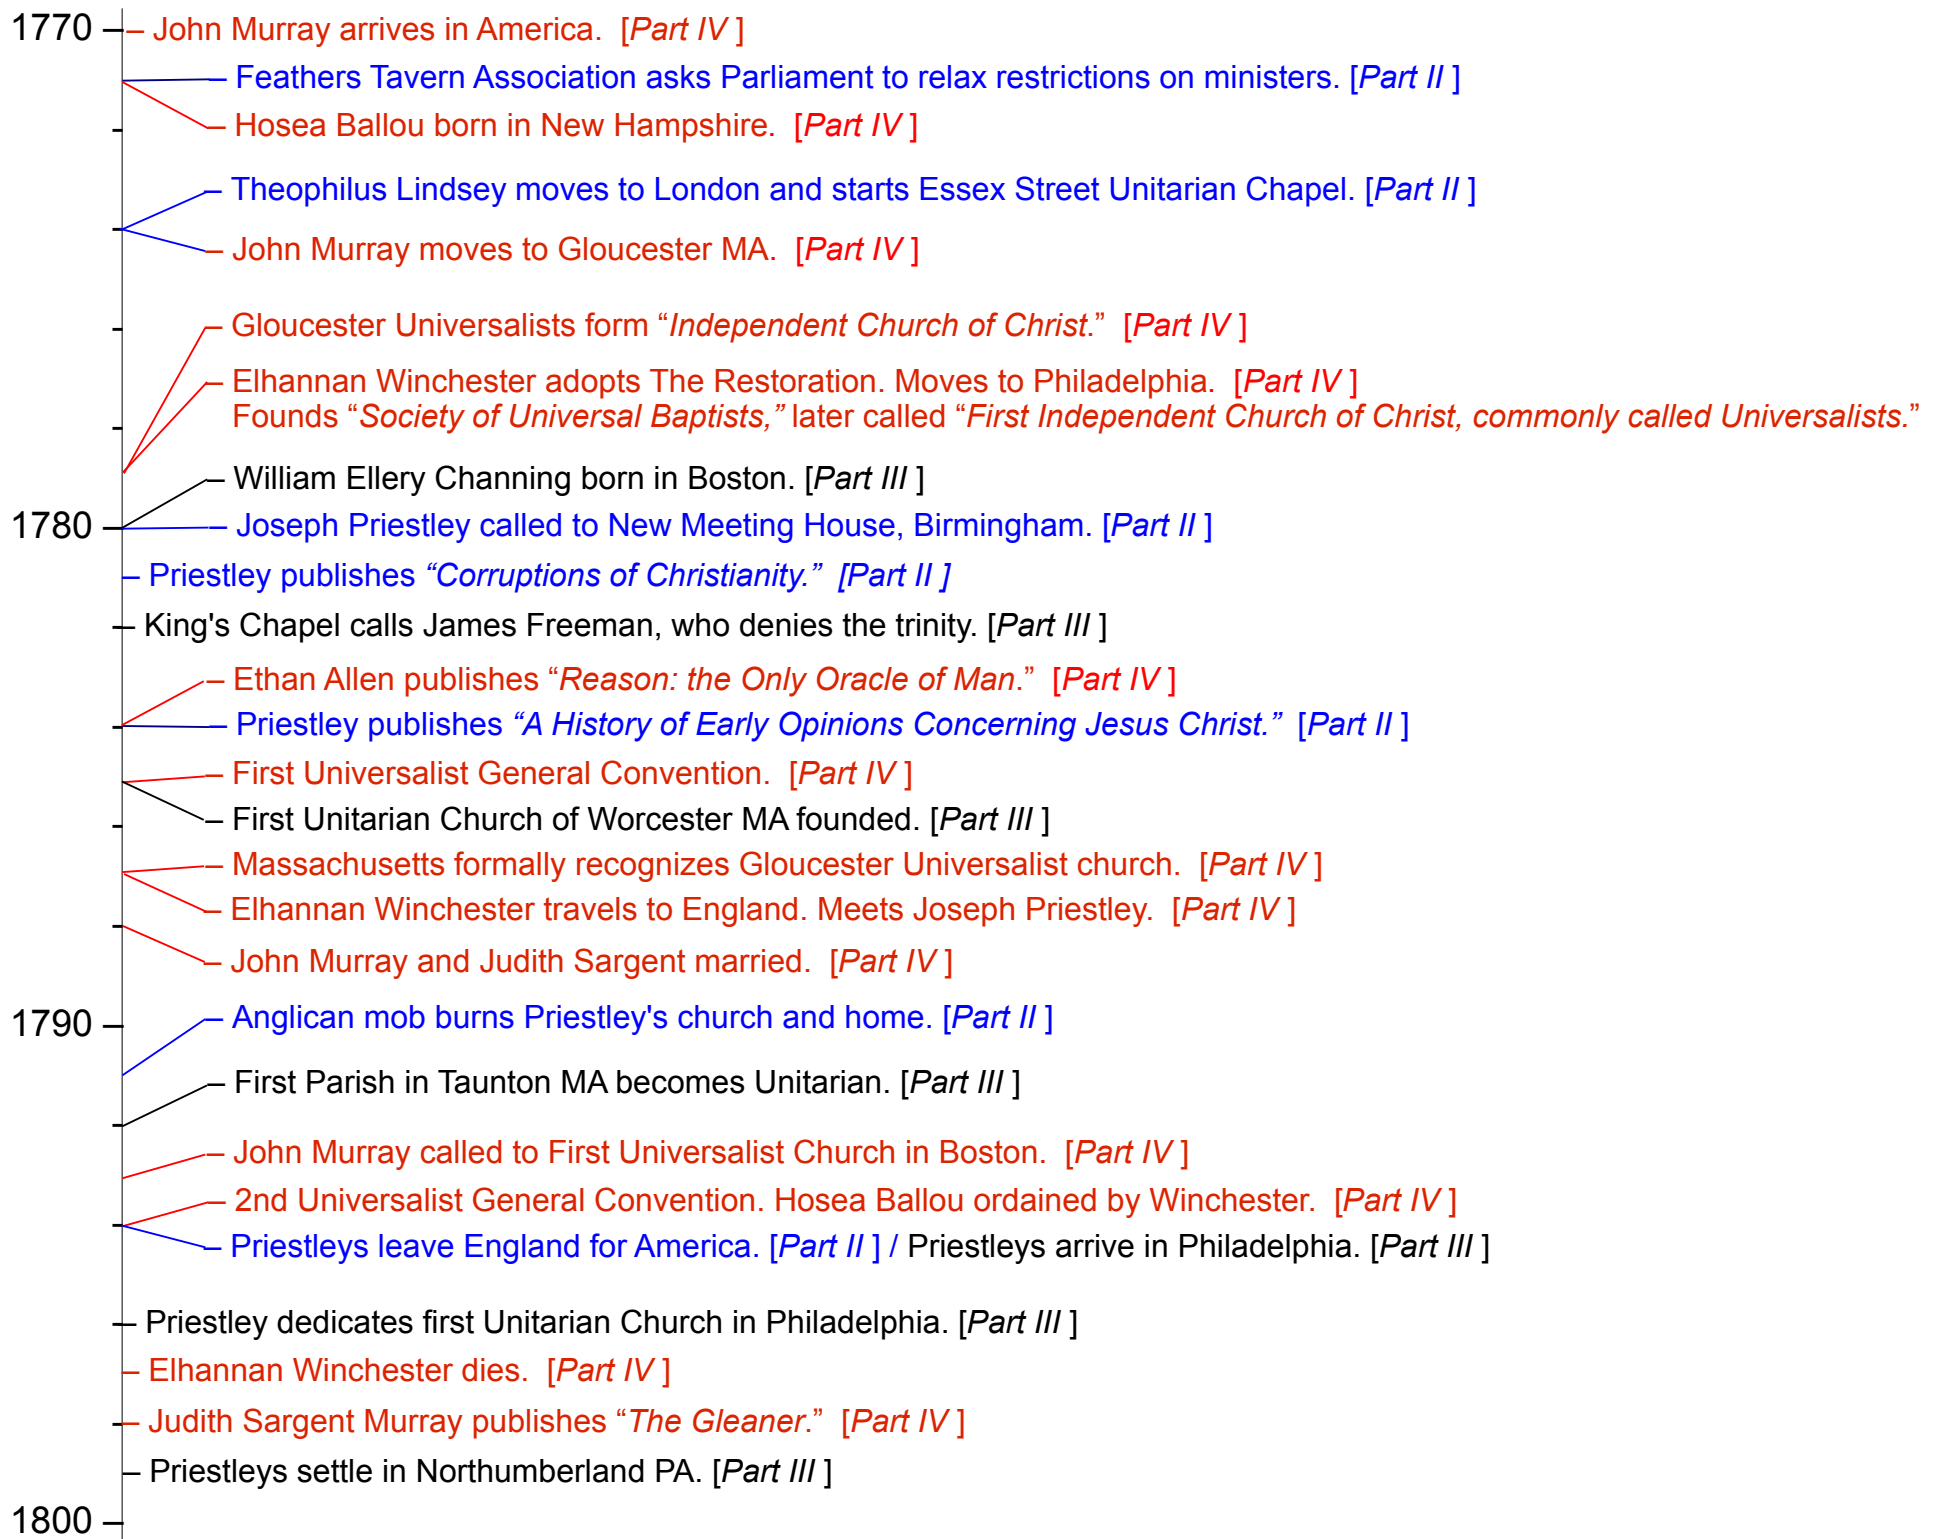 1770 – John Murray arrives in America. [Part IV ]
– Feathers Tavern Association asks Parliament to relax restrictions on ministers. [Part II ]
– Hosea Ballou born in New Hampshire. [Part IV ]
– Theophilus Lindsey moves to London and starts Essex Street Unitarian Chapel. [Part II ]
– John Murray moves to Gloucester MA. [Part IV ]
– Gloucester Universalists form “Independent Church of Christ.” [Part IV ]
– Elhannan Winchester adopts The Restoration. Moves to Philadelphia. [Part IV ]
Founds “Society of Universal Baptists,” later called “First Independent Church of Christ, commonly called Universalists.”
– William Ellery Channing born in Boston. [Part III ]
1780 – Joseph Priestley called to New Meeting House, Birmingham. [Part II ]
– Priestley publishes “Corruptions of Christianity.” [Part II ]
– King's Chapel calls James Freeman, who denies the trinity. [Part III ]
– Ethan Allen publishes “Reason: the Only Oracle of Man.” [Part IV ]
– Priestley publishes “A History of Early Opinions Concerning Jesus Christ.” [Part II ]
– First Universalist General Convention. [Part IV ]
– First Unitarian Church of Worcester MA founded. [Part III ]
– Massachusetts formally recognizes Gloucester Universalist church. [Part IV ]
– Elhannan Winchester travels to England. Meets Joseph Priestley. [Part IV ]
– John Murray and Judith Sargent married. [Part IV ]
1790 – Anglican mob burns Priestley's church and home. [Part II ]
– First Parish in Taunton MA becomes Unitarian. [Part III ]
– John Murray called to First Universalist Church in Boston. [Part IV ]
– 2nd Universalist General Convention. Hosea Ballou ordained by Winchester. [Part IV ]
– Priestleys leave England for America. [Part II ] / Priestleys arrive in Philadelphia. [Part III ]
– Priestley dedicates first Unitarian Church in Philadelphia. [Part III ]
– Elhannan Winchester dies. [Part IV ]
– Judith Sargent Murray publishes “The Gleaner.” [Part IV ]
– Priestleys settle in Northumberland PA. [Part III ]
1800